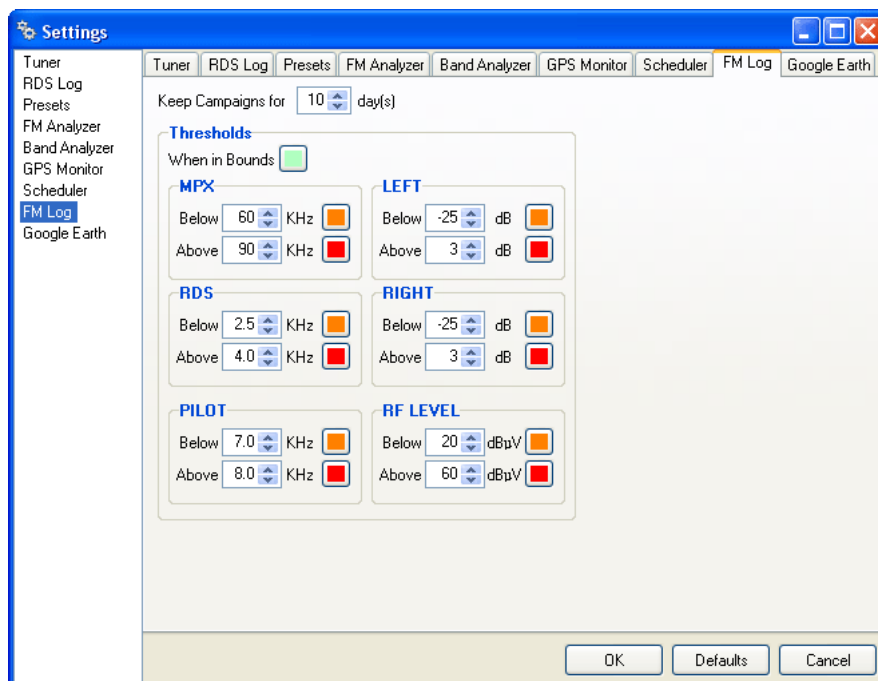 Settings
Tuner
RDS Log
Presets
FM Analyzer
Band Analyzer
GPS Monitor
Scheduler
FM Log
Google Earth
Tuner RDS Log Presets FM Analyzer Band Analyzer GPS Monitor Scheduler FM Log Google Earth
Keep Campaigns for 10 day(s)
Thresholds
When in Bounds
MPX
Below 60 KHz
Above 90 KHz
LEFT
Below -25 dB
Above 3 dB
RDS
Below 2.5 KHz
Above 4.0 KHz
RIGHT
Below -25 dB
Above 3 dB
PILOT
Below 7.0 KHz
Above 8.0 KHz
RF LEVEL
Below 20 dBµV
Above 60 dBµV
OK Defaults Cancel